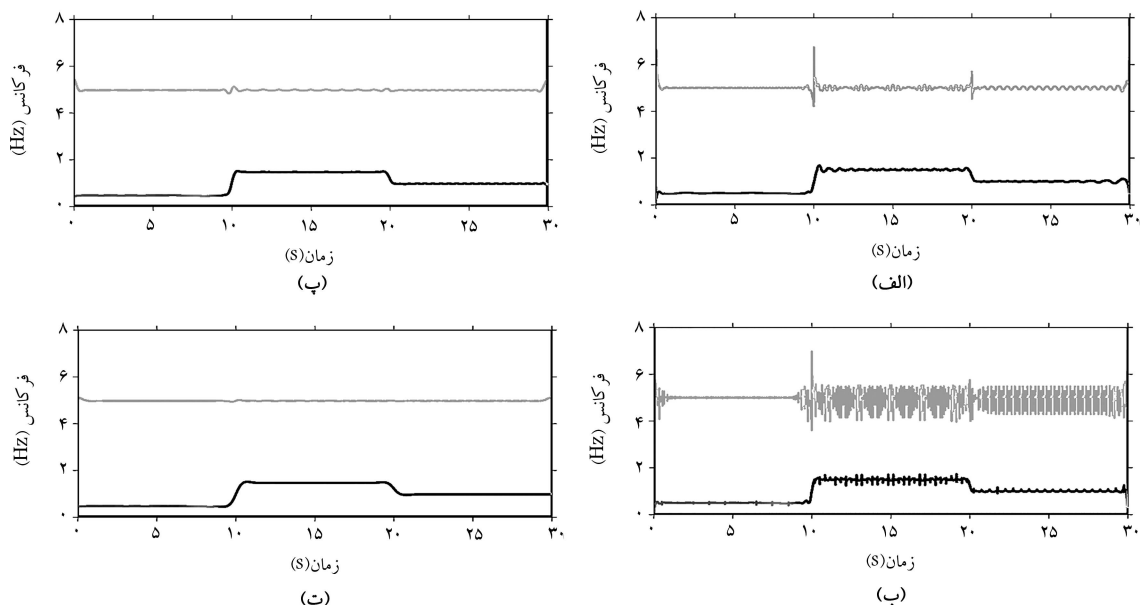 ۸
۶
۴
۲
۰
فرکانس (Hz)
۰ ۵ ۱۰ ۱۵ ۲۰ ۲۵ ۳۰
زمان(s)
(الف)
۸
۶
۴
۲
۰
فرکانس (Hz)
۰ ۵ ۱۰ ۱۵ ۲۰ ۲۵ ۳۰
زمان(s)
(پ)
۸
۶
۴
۲
۰
فرکانس (Hz)
۰ ۵ ۱۰ ۱۵ ۲۰ ۲۵ ۳۰
زمان(s)
(ب)
۸
۶
۴
۲
۰
فرکانس (Hz)
۰ ۵ ۱۰ ۱۵ ۲۰ ۲۵ ۳۰
زمان(s)
(ت)